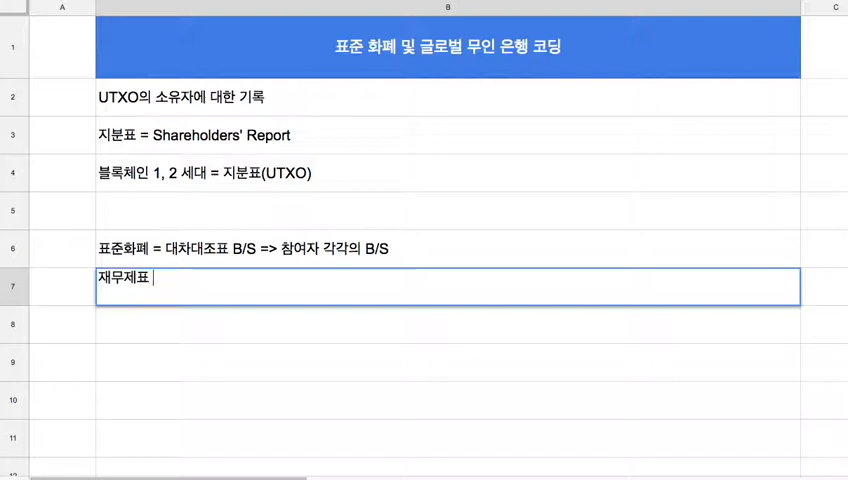 A B C
1 표준 화폐 및 글로벌 무인 은행 코딩
2 UTXO의 소유자에 대한 기록
3 지분표 = Shareholders' Report
4 블록체인 1, 2 세대 = 지분표(UTXO)
5
6 표준화폐 = 대차대조표 B/S => 참여자 각각의 B/S
7 재무제표
8
9
10
11
12